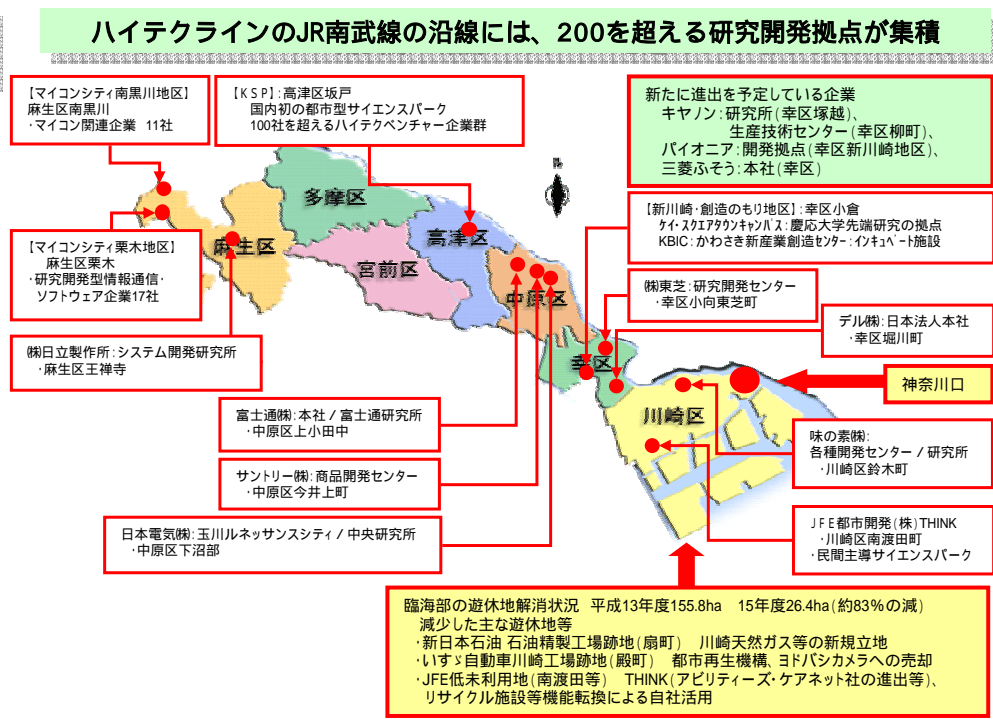 ハイテクラインのJR南武線の沿線には、200を超える研究開発拠点が集積
【マイコンシティ南黒川地区】
麻生区南黒川
・マイコン関連企業 11社
【KSP】:高津区坂戸
国内初の都市型サイエンスパーク
100社を超えるハイテクベンチャー企業群
新たに進出を予定している企業
キヤノン:研究所(幸区塚越)、
生産技術センター(幸区柳町)、
パイオニア:開発拠点(幸区新川崎地区)、
三菱ふそう:本社(幸区)
N
多摩区
麻生区
高津区
宮前区
中原区
幸区
川崎区
【マイコンシティ栗木地区】
麻生区栗木
・研究開発型情報通信・
ソフトウェア企業17社
【新川崎・創造のもり地区】:幸区小倉
ケイ・スクエアタウンキャンパス:慶応大学先端研究の拠点
KBIC:かわさき新産業創造センター:インキュベート施設
㈱東芝:研究開発センター
・幸区小向東芝町
デル㈱:日本法人本社
・幸区堀川町
㈱日立製作所:システム開発研究所
・麻生区王禅寺
神奈川口
富士通㈱:本社/富士通研究所
・中原区上小田中
味の素㈱:
各種開発センター/研究所
・川崎区鈴木町
サントリー㈱:商品開発センター
・中原区今井上町
日本電気㈱:玉川ルネッサンスシティ/中央研究所
・中原区下沼部
JFE都市開発(株)THINK
・川崎区南渡田町
・民間主導サイエンスパーク
臨海部の遊休地解消状況 平成13年度155.8ha 15年度26.4ha(約83%の減)
減少した主な遊休地等
・新日本石油 石油精製工場跡地(扇町) 川崎天然ガス等の新規立地
・いすゞ自動車川崎工場跡地(殿町) 都市再生機構、ヨドバシカメラへの売却
・JFE低未利用地(南渡田等) THINK(アビリティーズ・ケアネット社の進出等)、
リサイクル施設等機能転換による自社活用